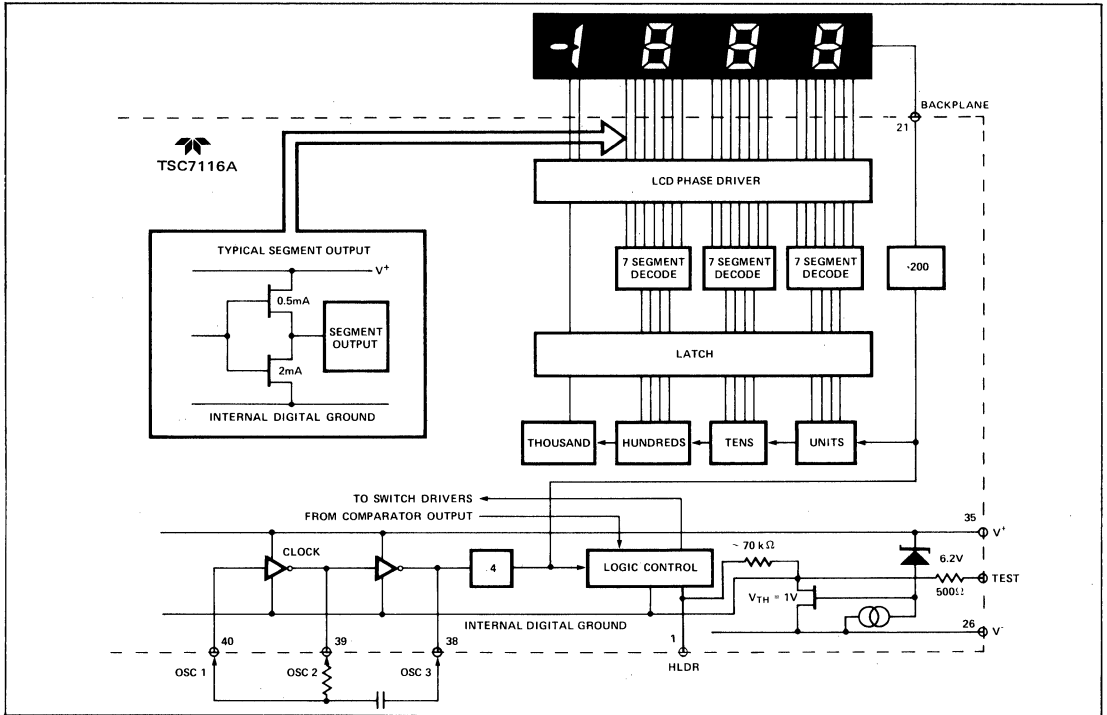 -1 8 8 8
BACKPLANE
21
TSC7116A
LCD PHASE DRIVER
TYPICAL SEGMENT OUTPUT
V+
0.5mA
SEGMENT
OUTPUT
2mA
INTERNAL DIGITAL GROUND
7 SEGMENT
DECODE
7 SEGMENT
DECODE
7 SEGMENT
DECODE
200
LATCH
THOUSAND
HUNDREDS
TENS
UNITS
TO SWITCH DRIVERS
FROM COMPARATOR OUTPUT
35
V+
CLOCK
4
LOGIC CONTROL
~ 70 kΩ
6.2V
TEST
500Ω
VTH = 1V
INTERNAL DIGITAL GROUND
26
V-
40
39
38
1
OSC 1
OSC 2
OSC 3
HLDR